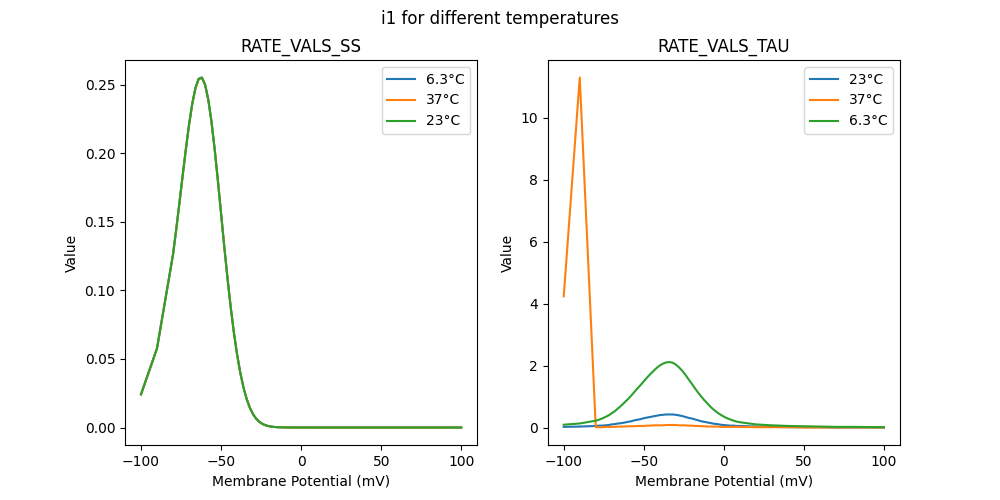 i1 for different temperatures
RATE_VALS_SS
Value
0.25
0.20
0.15
0.10
0.05
0.00
6.3°C
37°C
23°C
−100
−50
0
50
100
Membrane Potential (mV)
RATE_VALS_TAU
Value
10
8
6
4
2
0
23°C
37°C
6.3°C
−100
−50
0
50
100
Membrane Potential (mV)